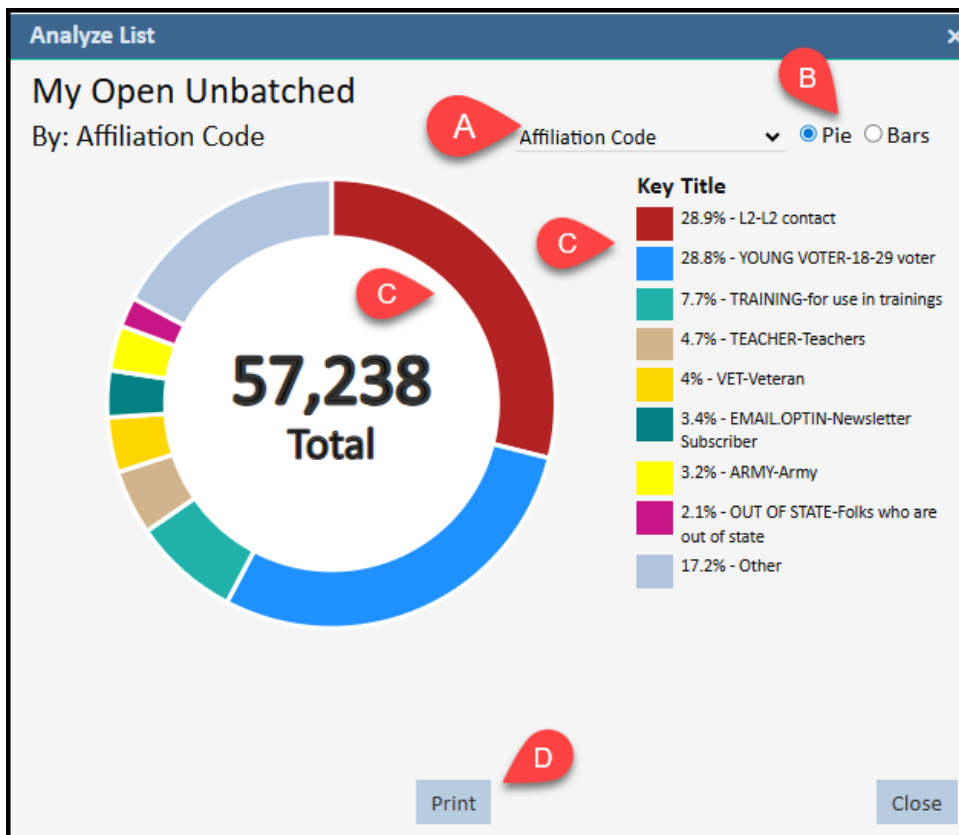 Analyze List ×
My Open Unbatched
B
By: Affiliation Code
A
Affiliation Code
Pie
Bars
Key Title
28.9% - L2-L2 contact
C
28.8% - YOUNG VOTER-18-29 voter
C
7.7% - TRAINING-for use in trainings
4.7% - TEACHER-Teachers
57,238
Total
4% - VET-Veteran
3.4% - EMAIL.OPTIN-Newsletter
Subscriber
3.2% - ARMY-Army
2.1% - OUT OF STATE-Folks who are
out of state
17.2% - Other
D
Print
Close